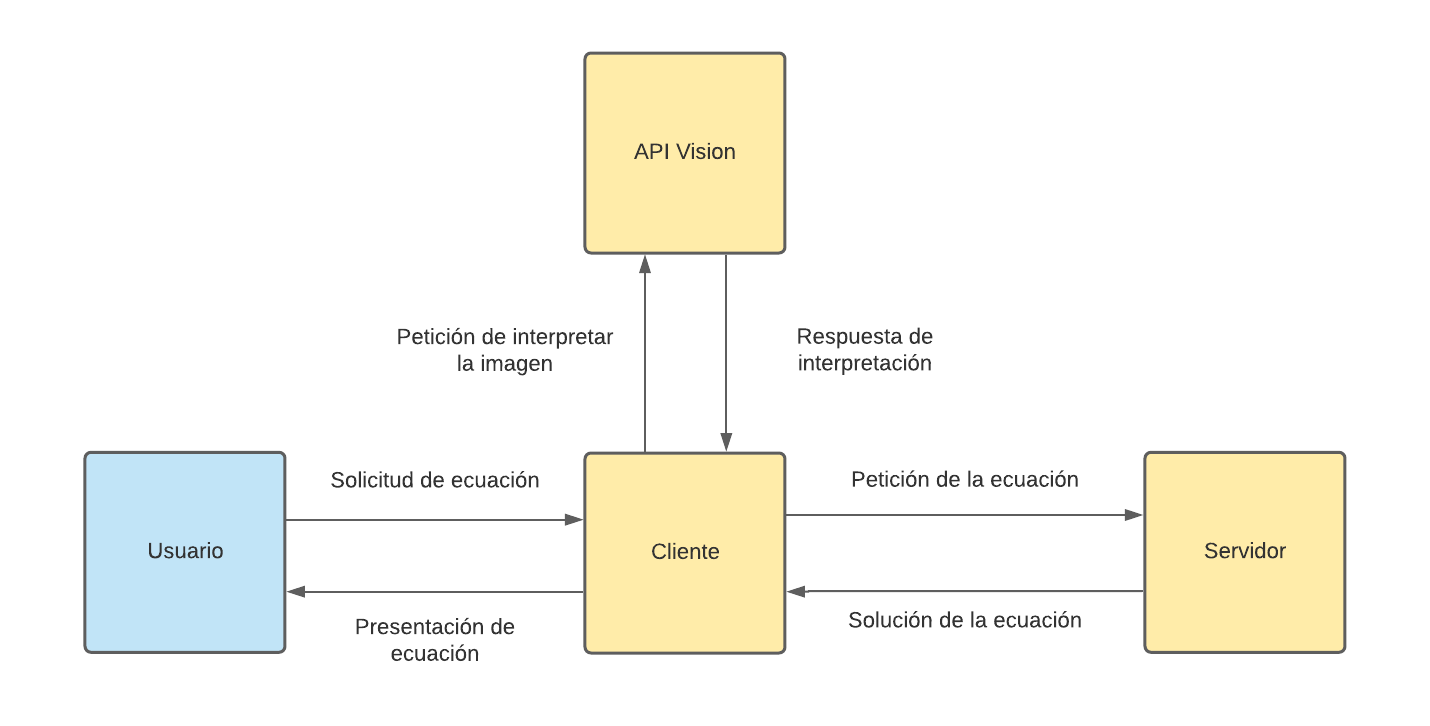 API Vision
Petición de interpretar
la imagen
Respuesta de
interpretación
Usuario
Solicitud de ecuación
Presentación de
ecuación
Cliente
Petición de la ecuación
Solución de la ecuación
Servidor